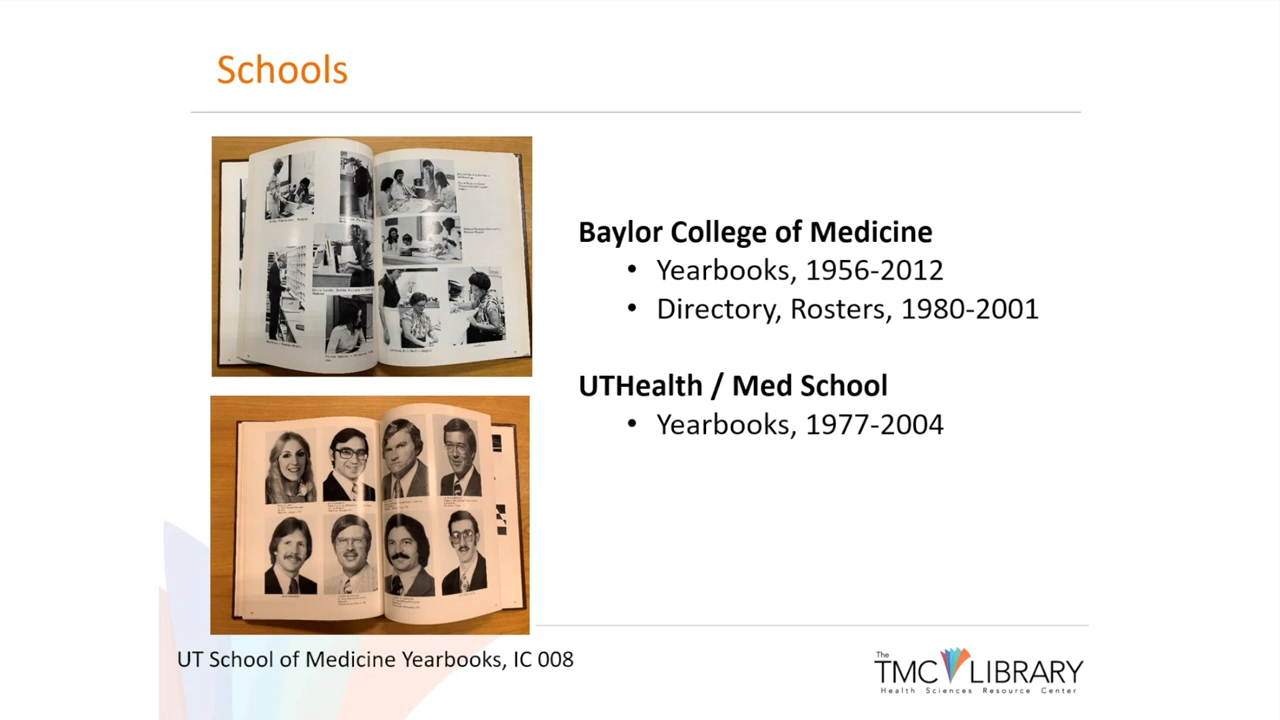 Schools
Baylor College of Medicine
• Yearbooks, 1956-2012
• Directory, Rosters, 1980-2001
UTHealth / Med School
• Yearbooks, 1977-2004
UT School of Medicine Yearbooks, IC 008
The
TMC LIBRARY
Health Sciences Resource Center